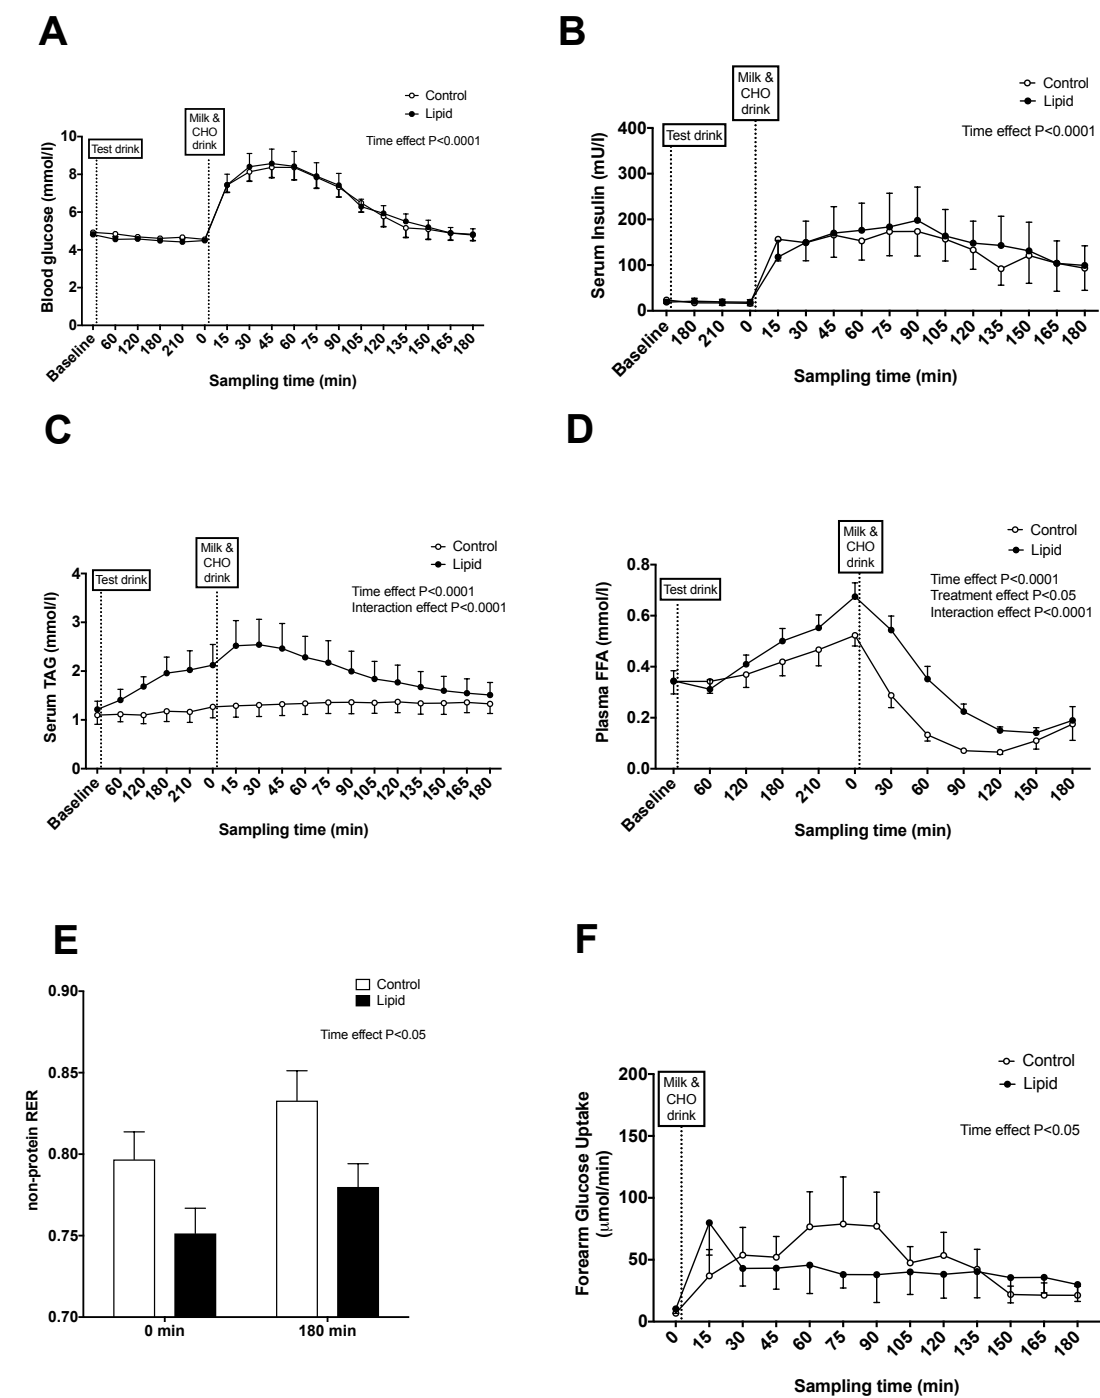 A
Control
Lipid
Time effect P<0.0001
Test drink
Milk &
CHO
drink
Blood glucose (mmol/l)
10
8
6
4
2
0
Baseline 60 120 180 210 0 15 30 45 60 75 90 105 120 135 150 165 180
Sampling time (min)
B
Control
Lipid
Time effect P<0.0001
Test drink
Milk &
CHO
drink
Serum Insulin (mU/l)
400
300
200
100
0
Baseline 180 210 0 15 30 45 60 75 90 105 120 135 150 165 180
Sampling time (min)
C
Control
Lipid
Time effect P<0.0001
Interaction effect P<0.0001
Test drink
Milk &
CHO
drink
Serum TAG (mmol/l)
4
3
2
1
0
Baseline 60 120 180 210 0 15 30 45 60 75 90 105 120 135 150 165 180
Sampling time (min)
D
Control
Lipid
Time effect P<0.0001
Treatment effect P<0.05
Interaction effect P<0.0001
Test drink
Milk &
CHO
drink
Plasma FFA (mmol/l)
0.8
0.6
0.4
0.2
0.0
Baseline 60 120 180 210 0 30 60 90 120 150 180
Sampling time (min)
E
Control
Lipid
Time effect P<0.05
non-protein RER
0.90
0.85
0.80
0.75
0.70
0 min 180 min
F
Control
Lipid
Time effect P<0.05
Milk &
CHO
drink
Forearm Glucose Uptake
(μmol/min)
200
150
100
50
0
0 15 30 45 60 75 90 105 120 135 150 165 180
Sampling time (min)